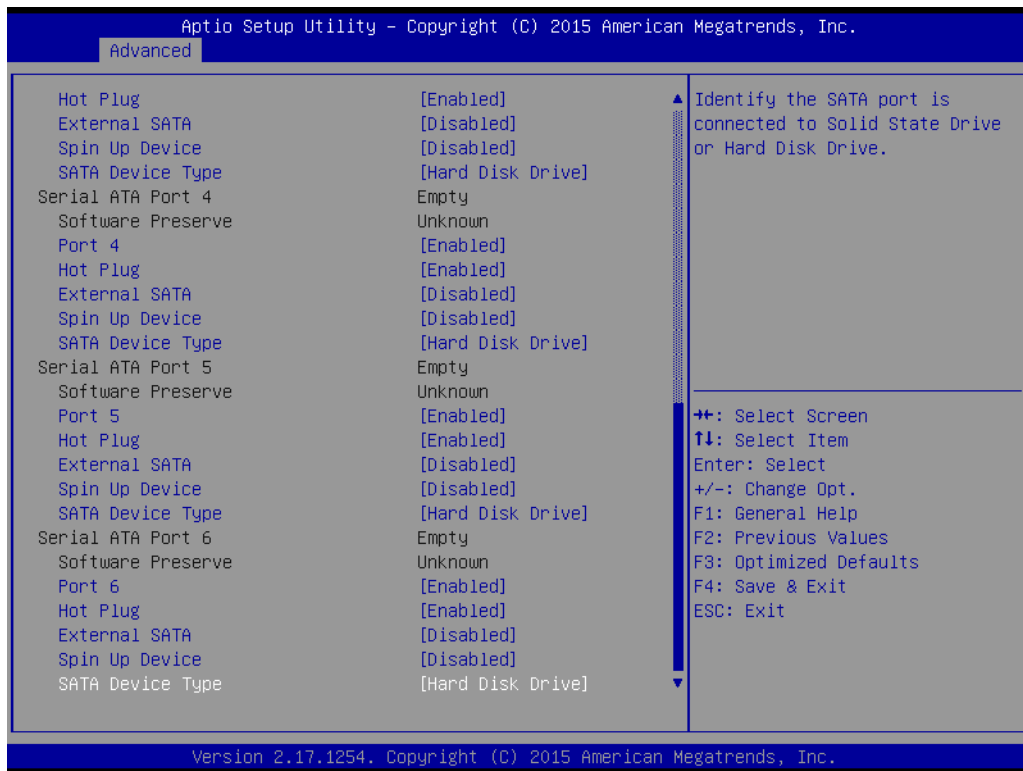 Aptio Setup Utility – Copyright (C) 2015 American Megatrends, Inc.
Advanced
Hot Plug [Enabled]
External SATA [Disabled]
Spin Up Device [Disabled]
SATA Device Type [Hard Disk Drive]
Serial ATA Port 4 Empty
Software Preserve Unknown
Port 4 [Enabled]
Hot Plug [Enabled]
External SATA [Disabled]
Spin Up Device [Disabled]
SATA Device Type [Hard Disk Drive]
Serial ATA Port 5 Empty
Software Preserve Unknown
Port 5 [Enabled]
Hot Plug [Enabled]
External SATA [Disabled]
Spin Up Device [Disabled]
SATA Device Type [Hard Disk Drive]
Serial ATA Port 6 Empty
Software Preserve Unknown
Port 6 [Enabled]
Hot Plug [Enabled]
External SATA [Disabled]
Spin Up Device [Disabled]
SATA Device Type [Hard Disk Drive]
Identify the SATA port is
connected to Solid State Drive
or Hard Disk Drive.
→←: Select Screen
↑↓: Select Item
Enter: Select
+/-: Change Opt.
F1: General Help
F2: Previous Values
F3: Optimized Defaults
F4: Save & Exit
ESC: Exit
Version 2.17.1254. Copyright (C) 2015 American Megatrends, Inc.